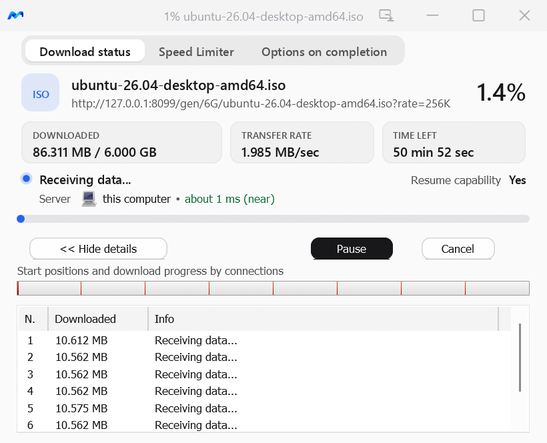 1% ubuntu-26.04-desktop-amd64.iso
Download status Speed Limiter Options on completion
ISO
ubuntu-26.04-desktop-amd64.iso
http://127.0.0.1:8099/gen/6G/ubuntu-26.04-desktop-amd64.iso?rate=256K
1.4%
DOWNLOADED
86.311 MB / 6.000 GB
TRANSFER RATE
1.985 MB/sec
TIME LEFT
50 min 52 sec
Receiving data...
Resume capability Yes
Server this computer • about 1 ms (near)
<< Hide details Pause Cancel
Start positions and download progress by connections
N. Downloaded Info
1 10.612 MB Receiving data...
2 10.562 MB Receiving data...
3 10.562 MB Receiving data...
4 10.562 MB Receiving data...
5 10.575 MB Receiving data...
6 10.562 MB Receiving data...